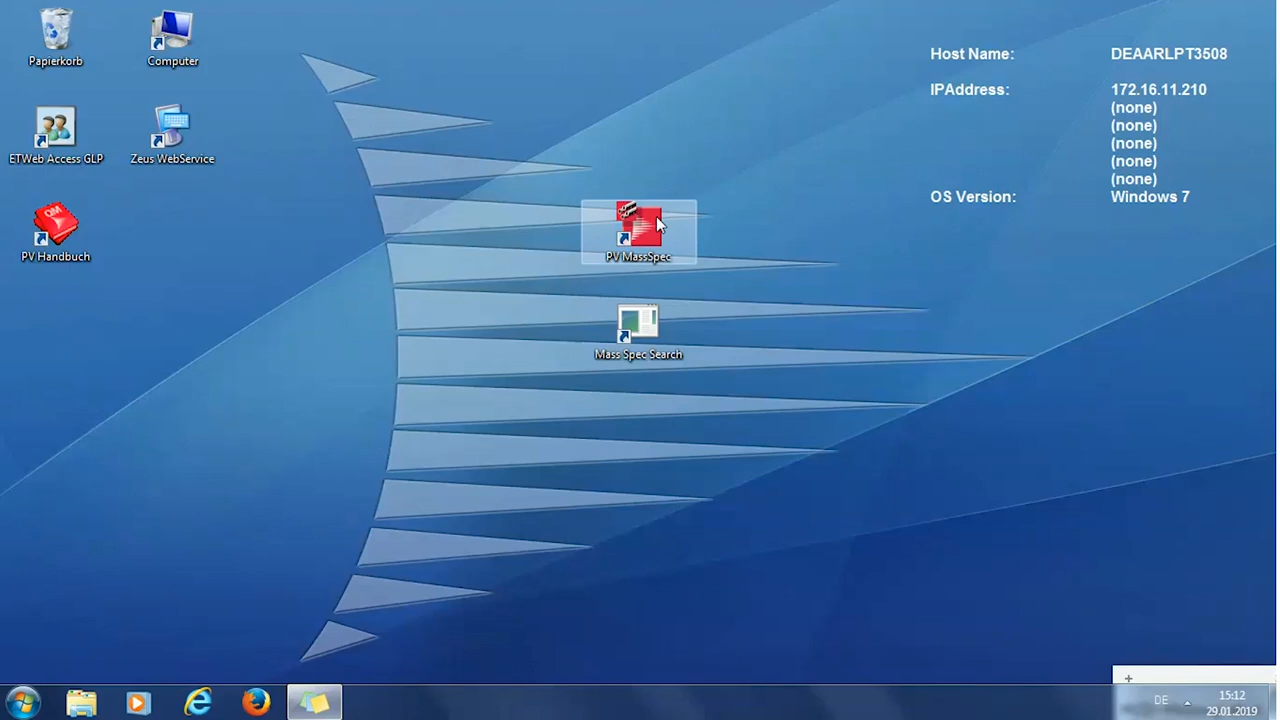 Papierkorb
Computer
ETWeb Access GLP
Zeus WebService
QM
PV Handbuch
PV MassSpec
Mass Spec Search
Host Name: DEAARLPT3508
IPAddress: 172.16.11.210
(none)
(none)
(none)
(none)
(none)
OS Version: Windows 7
+
DE
15:12
29.01.2019